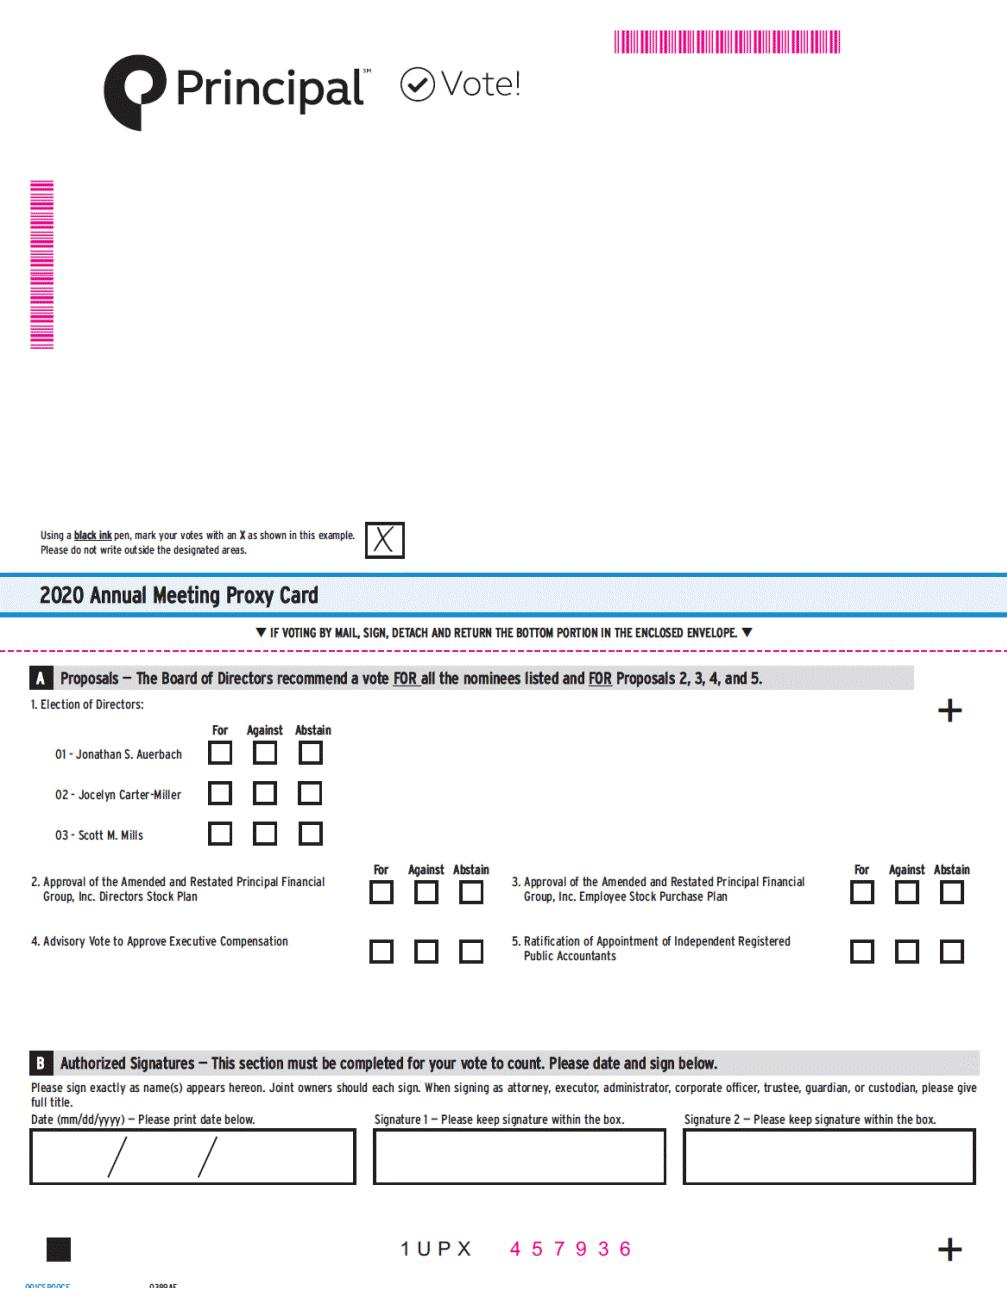 Principal℠ Vote!
Using a black ink pen, mark your votes with an X as shown in this example.
Please do not write outside the designated areas.
X
2020 Annual Meeting Proxy Card
▼ IF VOTING BY MAIL, SIGN, DETACH AND RETURN THE BOTTOM PORTION IN THE ENCLOSED ENVELOPE. ▼
A Proposals – The Board of Directors recommend a vote FOR all the nominees listed and FOR Proposals 2, 3, 4, and 5.
1. Election of Directors:
+
For Against Abstain
01 - Jonathan S. Auerbach
02 - Jocelyn Carter-Miller
03 - Scott M. Mills
For Against Abstain
2. Approval of the Amended and Restated Principal Financial
Group, Inc. Directors Stock Plan
For Against Abstain
3. Approval of the Amended and Restated Principal Financial
Group, Inc. Employee Stock Purchase Plan
4. Advisory Vote to Approve Executive Compensation
5. Ratification of Appointment of Independent Registered
Public Accountants
B Authorized Signatures – This section must be completed for your vote to count. Please date and sign below.
Please sign exactly as name(s) appears hereon. Joint owners should each sign. When signing as attorney, executor, administrator, corporate officer, trustee, guardian, or custodian, please give
full title.
Date (mm/dd/yyyy) – Please print date below.
Signature 1 – Please keep signature within the box.
Signature 2 – Please keep signature within the box.
/ /
1UPX 457936
+